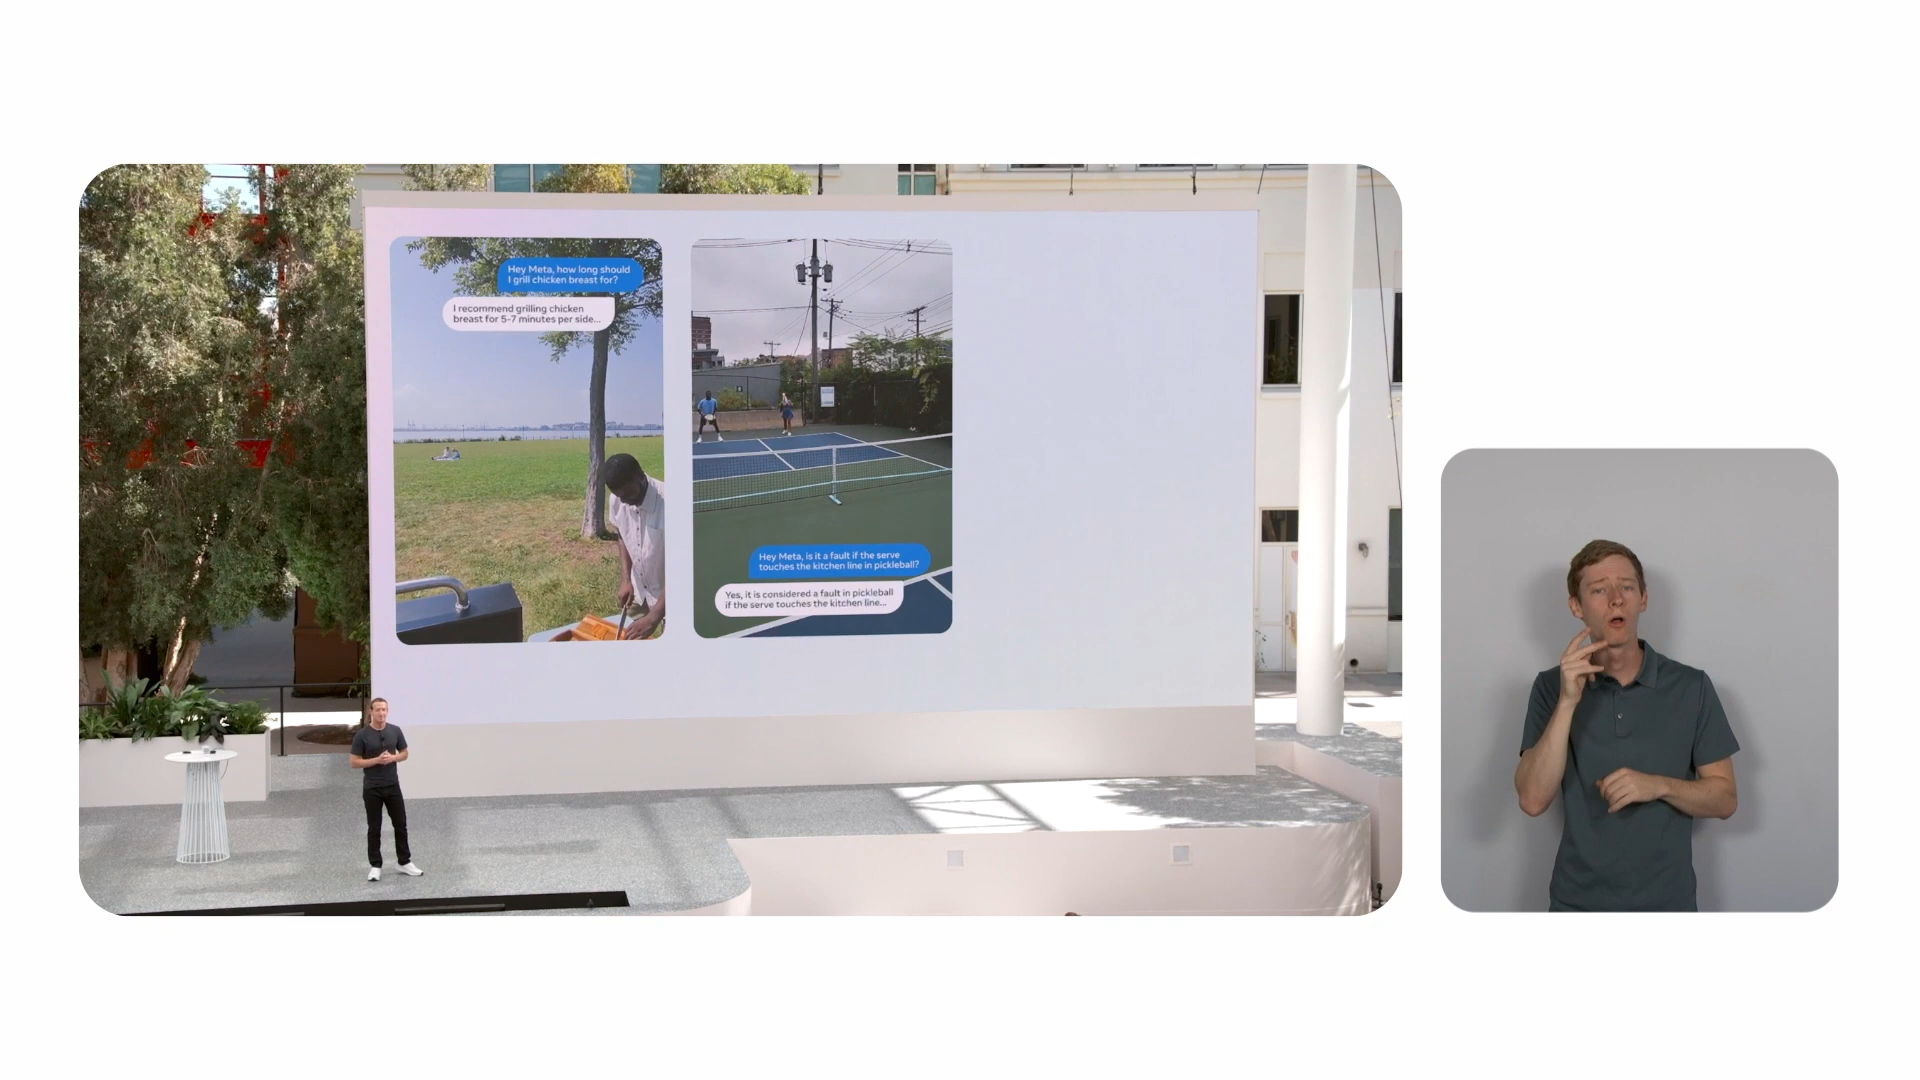 Hey Meta, how long should
I grill chicken breast for?
I recommend grilling chicken
breast for 5-7 minutes per side...
Hey Meta, is it a fault if the serve
touches the kitchen line in pickleball?
Yes, it is considered a fault in pickleball
if the serve touches the kitchen line...